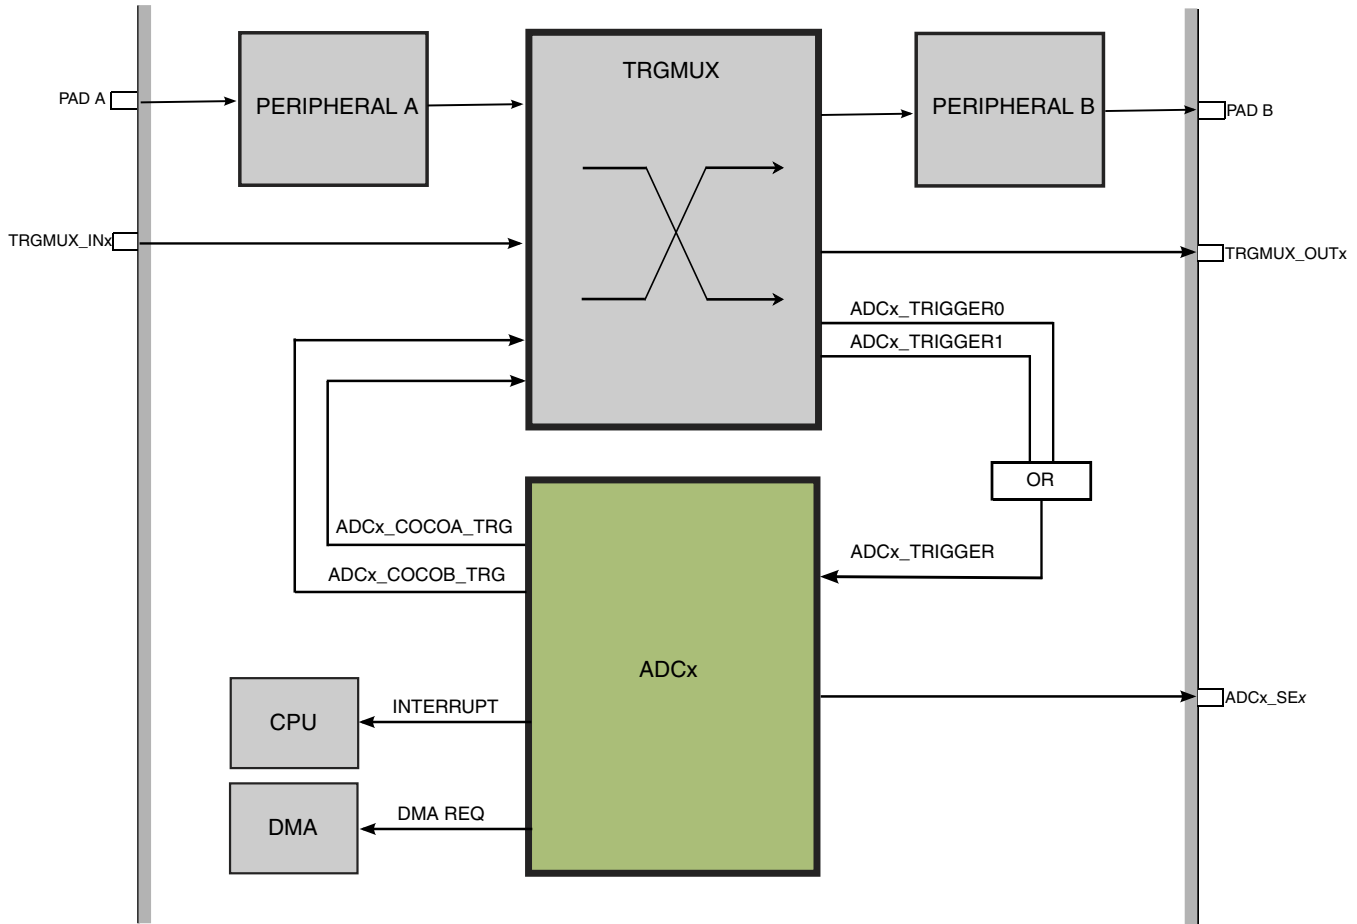 TRGMUX
PAD A
PERIPHERAL A
PERIPHERAL B
PAD B
TRGMUX_INx
TRGMUX_OUTx
ADCx_TRIGGER0
ADCx_TRIGGER1
OR
ADCx_COCOA_TRG
ADCx_TRIGGER
ADCx_COCOB_TRG
ADCx
ADCx_SEx
INTERRUPT
CPU
DMA REQ
DMA